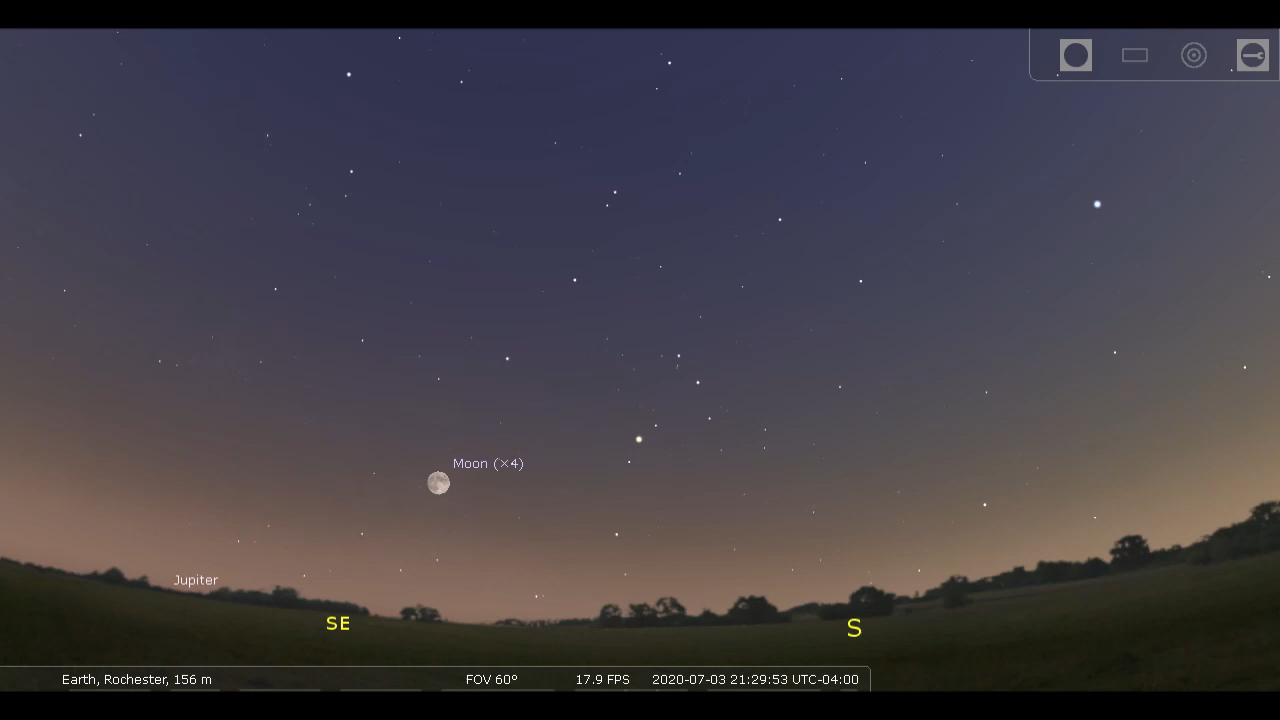 Moon (×4)
Jupiter
SE
S
Earth, Rochester, 156 m FOV 60° 17.9 FPS 2020-07-03 21:29:53 UTC-04:00